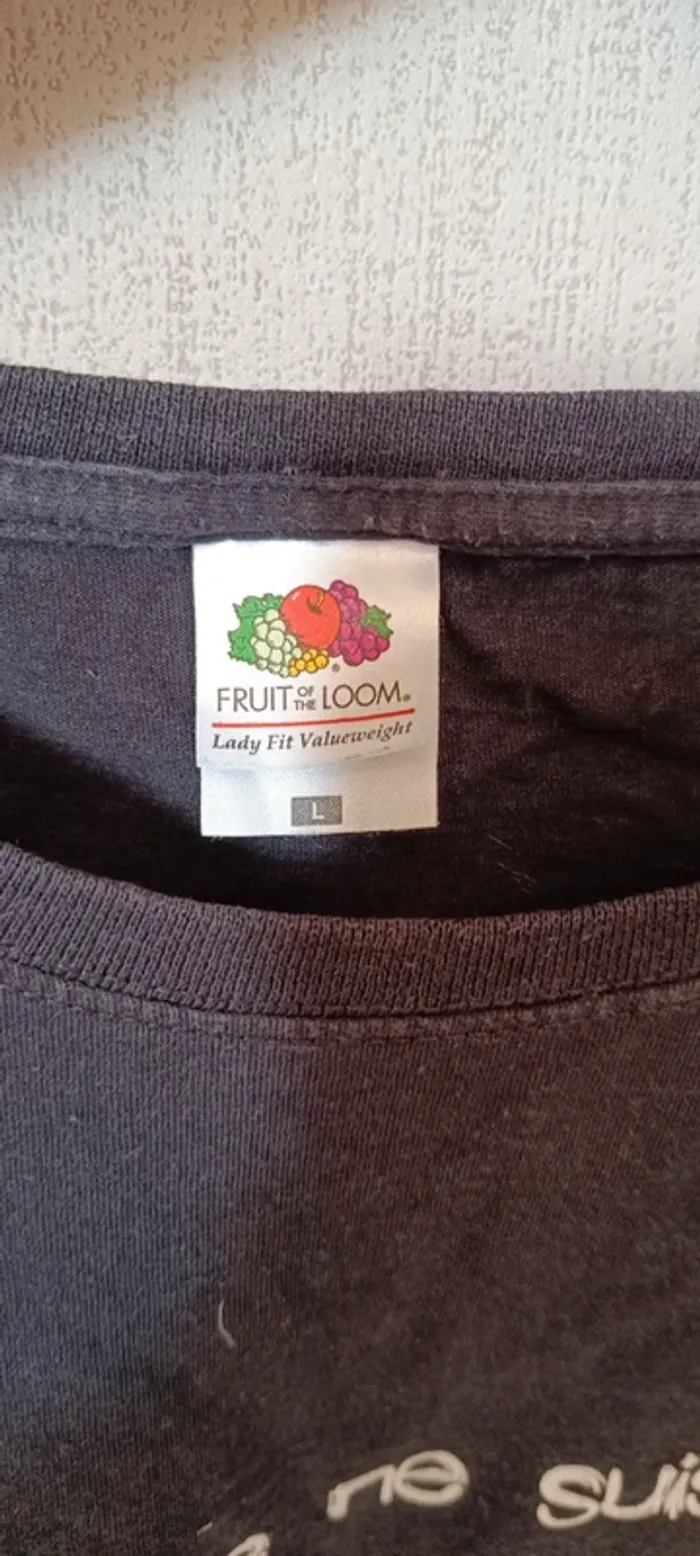 FRUIT OF THE LOOM®
Lady Fit Valueweight
L
ne suis